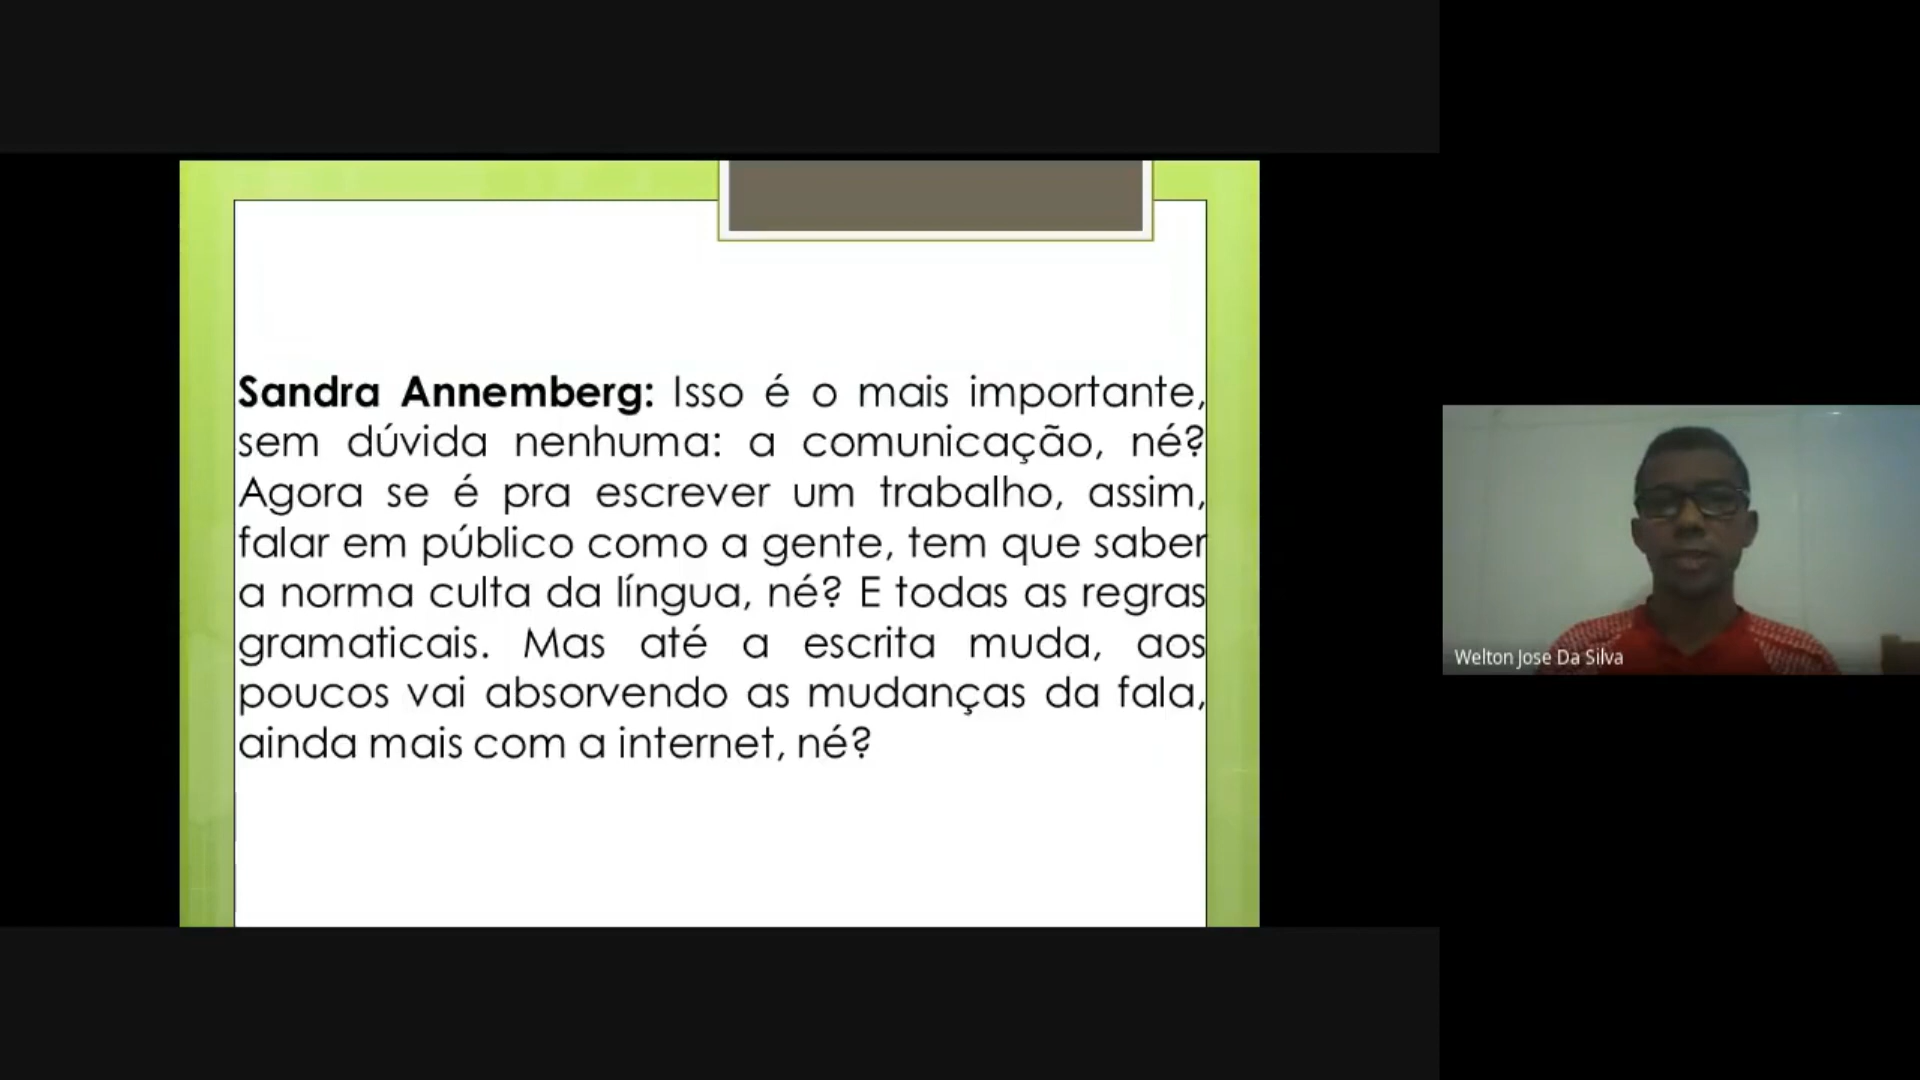 Sandra Annemberg: Isso é o mais importante,
sem dúvida nenhuma: a comunicação, né?
Agora se é pra escrever um trabalho, assim,
falar em público como a gente, tem que saber
a norma culta da língua, né? E todas as regras
gramaticais. Mas até a escrita muda, aos
poucos vai absorvendo as mudanças da fala,
ainda mais com a internet, né?
Welton Jose Da Silva